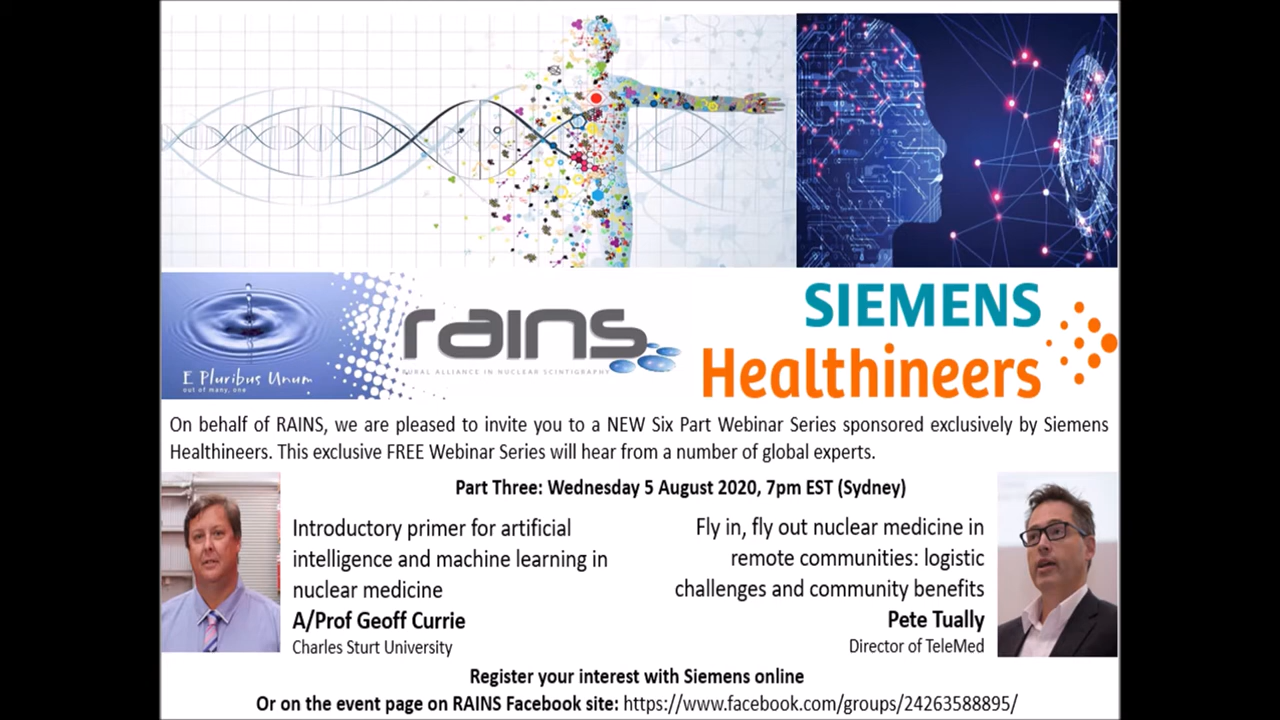 E Pluribus Unum
out of many, one
rains
RURAL ALLIANCE IN NUCLEAR SCINTIGRAPHY
SIEMENS
Healthineers
On behalf of RAINS, we are pleased to invite you to a NEW Six Part Webinar Series sponsored exclusively by Siemens
Healthineers. This exclusive FREE Webinar Series will hear from a number of global experts.
Part Three: Wednesday 5 August 2020, 7pm EST (Sydney)
Introductory primer for artificial
intelligence and machine learning in
nuclear medicine
A/Prof Geoff Currie
Charles Sturt University
Fly in, fly out nuclear medicine in
remote communities: logistic
challenges and community benefits
Pete Tually
Director of TeleMed
Register your interest with Siemens online
Or on the event page on RAINS Facebook site: https://www.facebook.com/groups/24263588895/